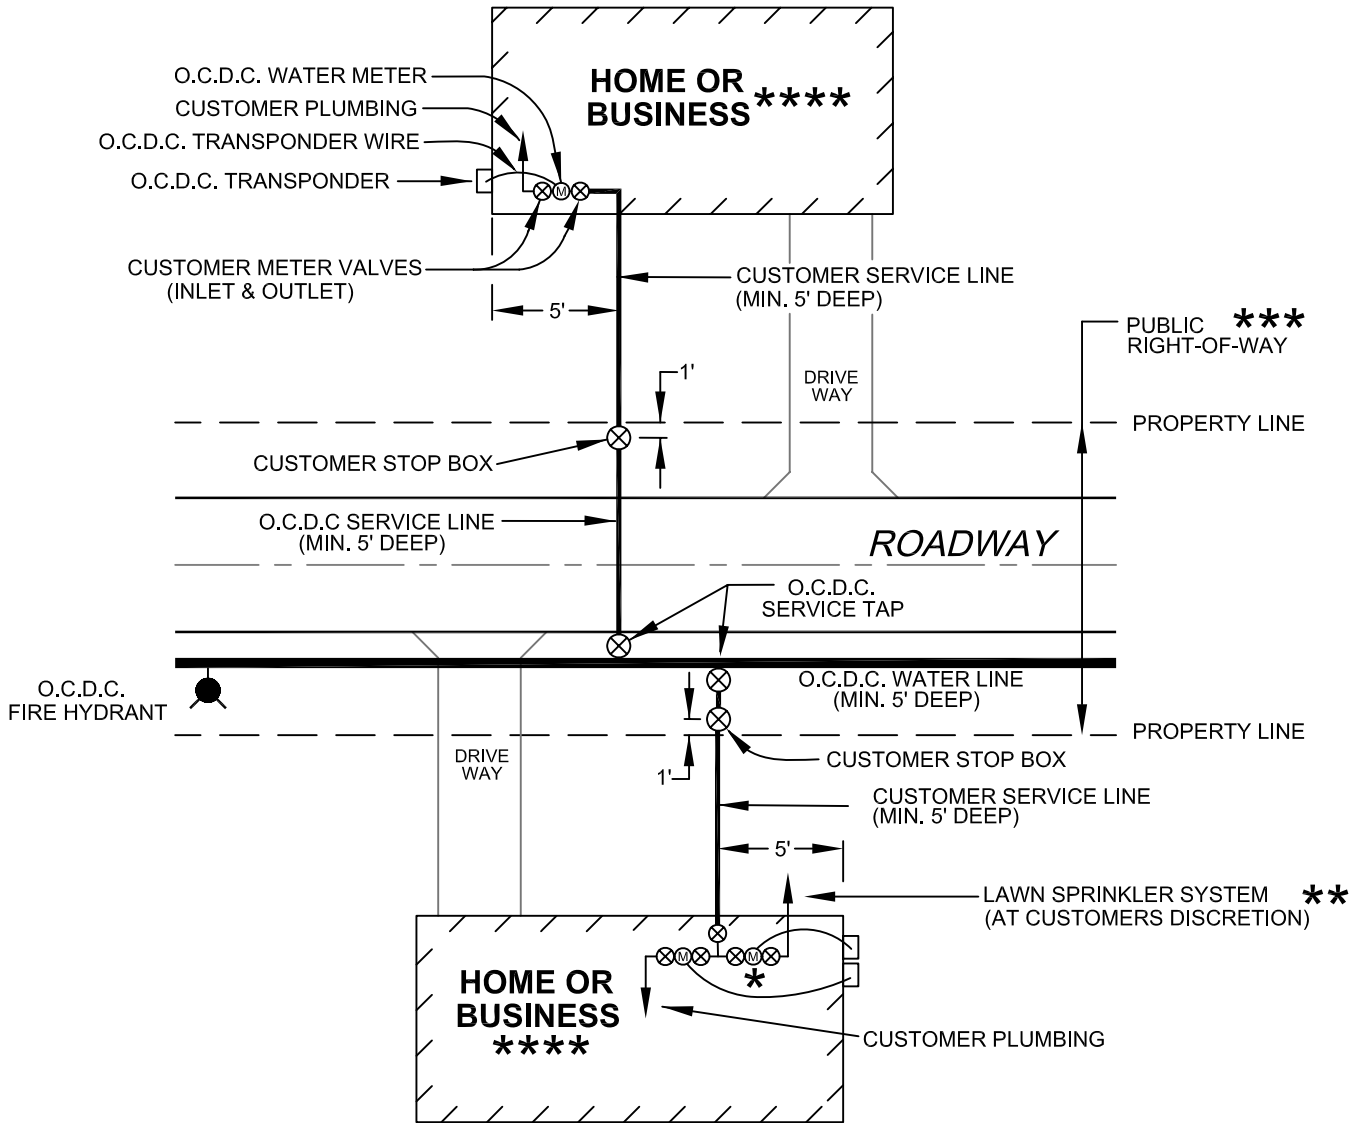 HOME OR
BUSINESS ****
O.C.D.C. WATER METER
CUSTOMER PLUMBING
O.C.D.C. TRANSPONDER WIRE
O.C.D.C. TRANSPONDER
M
CUSTOMER METER VALVES
(INLET & OUTLET)
5'
CUSTOMER SERVICE LINE
(MIN. 5' DEEP)
PUBLIC ***
RIGHT-OF-WAY
1'
DRIVE
WAY
PROPERTY LINE
CUSTOMER STOP BOX
O.C.D.C SERVICE LINE
(MIN. 5' DEEP)
ROADWAY
O.C.D.C.
SERVICE TAP
O.C.D.C.
FIRE HYDRANT
O.C.D.C. WATER LINE
(MIN. 5' DEEP)
PROPERTY LINE
DRIVE
WAY
1'
CUSTOMER STOP BOX
CUSTOMER SERVICE LINE
(MIN. 5' DEEP)
5'
LAWN SPRINKLER SYSTEM **
(AT CUSTOMERS DISCRETION)
M
M
*
HOME OR
BUSINESS
****
CUSTOMER PLUMBING